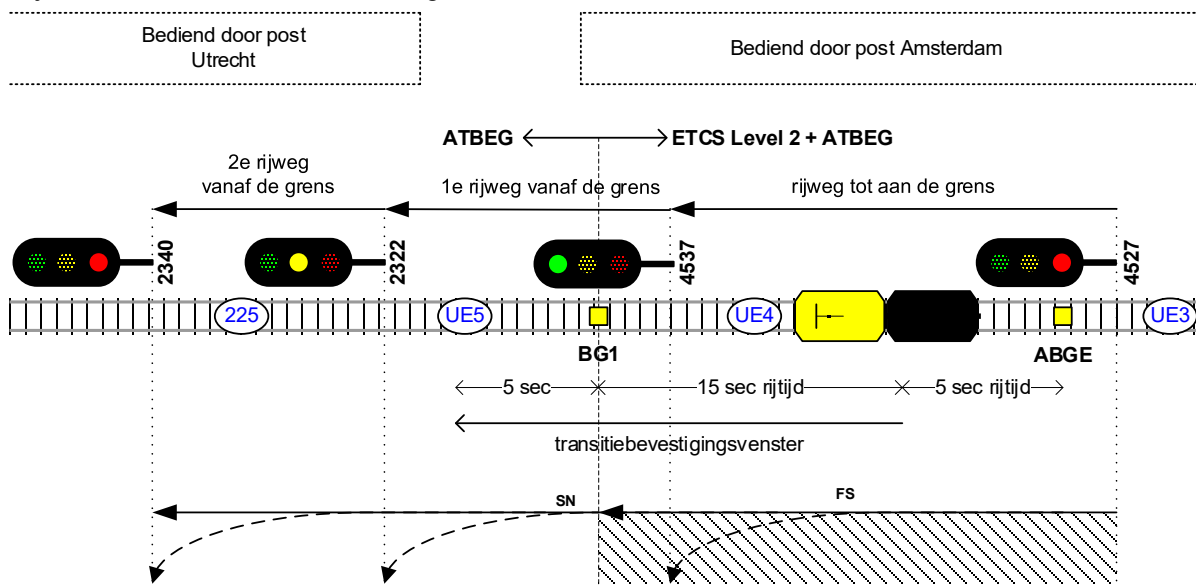 Bediend door post
Utrecht
Bediend door post Amsterdam
ATBEG
ETCS Level 2 + ATBEG
2e rijweg
vanaf de grens
1e rijweg vanaf de grens
rijweg tot aan de grens
2340
2322
4537
4527
225
UE5
UE4
UE3
BG1
ABGE
5 sec
15 sec rijtijd
5 sec rijtijd
transitiebevestigingsvenster
SN
FS